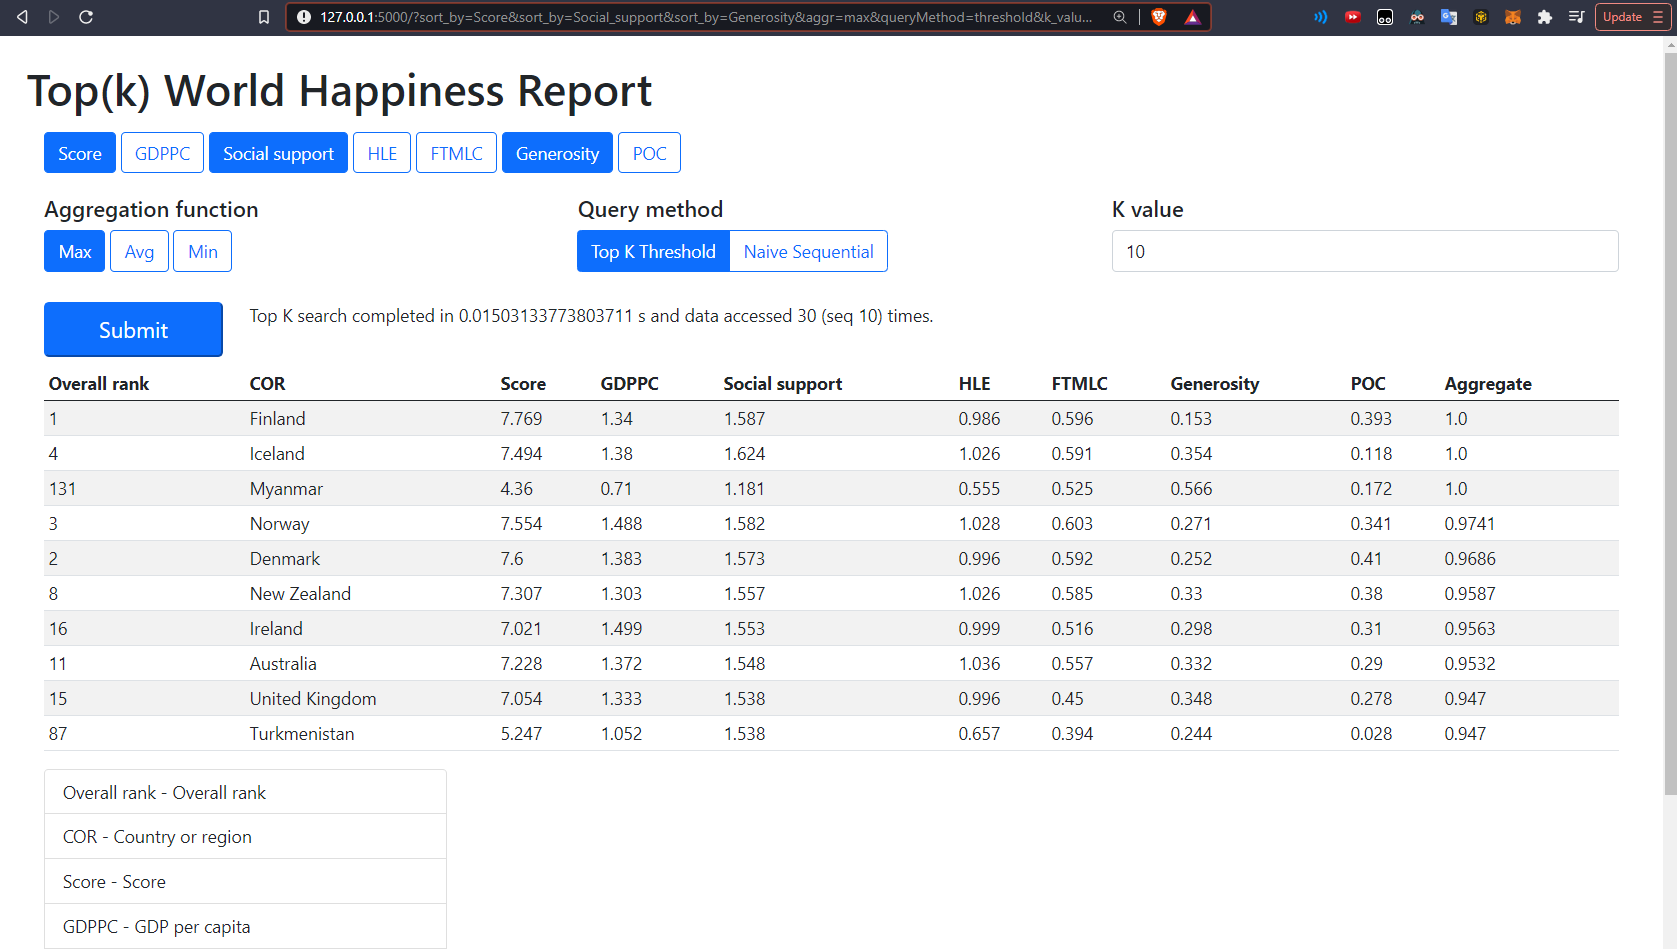 127.0.0.1:5000/?sort_by=Score&sort_by=Social_support&sort_by=Generosity&aggr=max&queryMethod=threshold&k_valu...
Update
Top(k) World Happiness Report
Score GDPPC Social support HLE FTMLC Generosity POC
Aggregation function Query method K value
Max Avg Min Top K Threshold Naive Sequential 10
Submit Top K search completed in 0.01503133773803711 s and data accessed 30 (seq 10) times.
Overall rank COR Score GDPPC Social support HLE FTMLC Generosity POC Aggregate
1 Finland 7.769 1.34 1.587 0.986 0.596 0.153 0.393 1.0
4 Iceland 7.494 1.38 1.624 1.026 0.591 0.354 0.118 1.0
131 Myanmar 4.36 0.71 1.181 0.555 0.525 0.566 0.172 1.0
3 Norway 7.554 1.488 1.582 1.028 0.603 0.271 0.341 0.9741
2 Denmark 7.6 1.383 1.573 0.996 0.592 0.252 0.41 0.9686
8 New Zealand 7.307 1.303 1.557 1.026 0.585 0.33 0.38 0.9587
16 Ireland 7.021 1.499 1.553 0.999 0.516 0.298 0.31 0.9563
11 Australia 7.228 1.372 1.548 1.036 0.557 0.332 0.29 0.9532
15 United Kingdom 7.054 1.333 1.538 0.996 0.45 0.348 0.278 0.947
87 Turkmenistan 5.247 1.052 1.538 0.657 0.394 0.244 0.028 0.947
Overall rank - Overall rank
COR - Country or region
Score - Score
GDPPC - GDP per capita